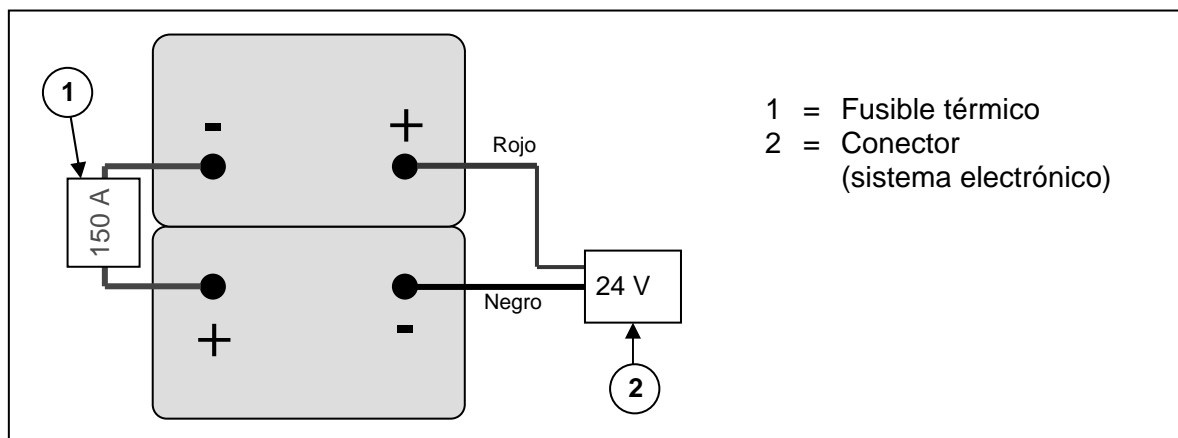 1
-
+
Rojo
150 A
+
-
Negro
24 V
2
1 = Fusible térmico
2 = Conector
(sistema electrónico)